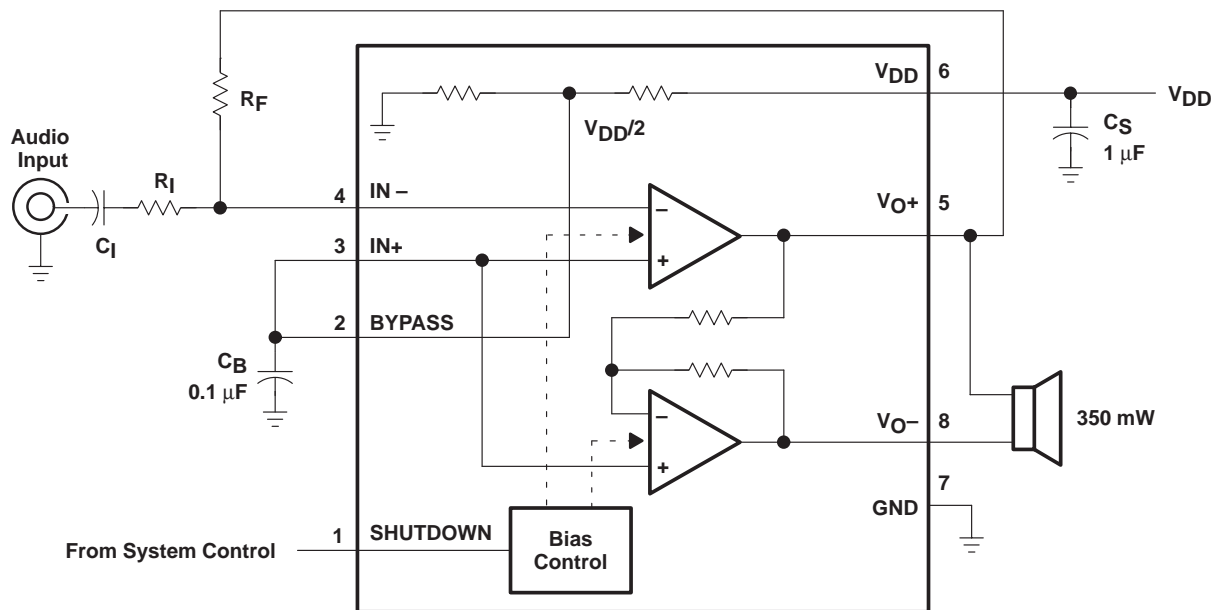 VDD 6
VDD
RF
VDD/2
CS
1 μF
Audio
Input
RI
CI
4 IN –
VO+ 5
3 IN+
2 BYPASS
CB
0.1 μF
VO– 8
350 mW
7
GND
1 SHUTDOWN
From System Control
Bias
Control
–
+
–
+